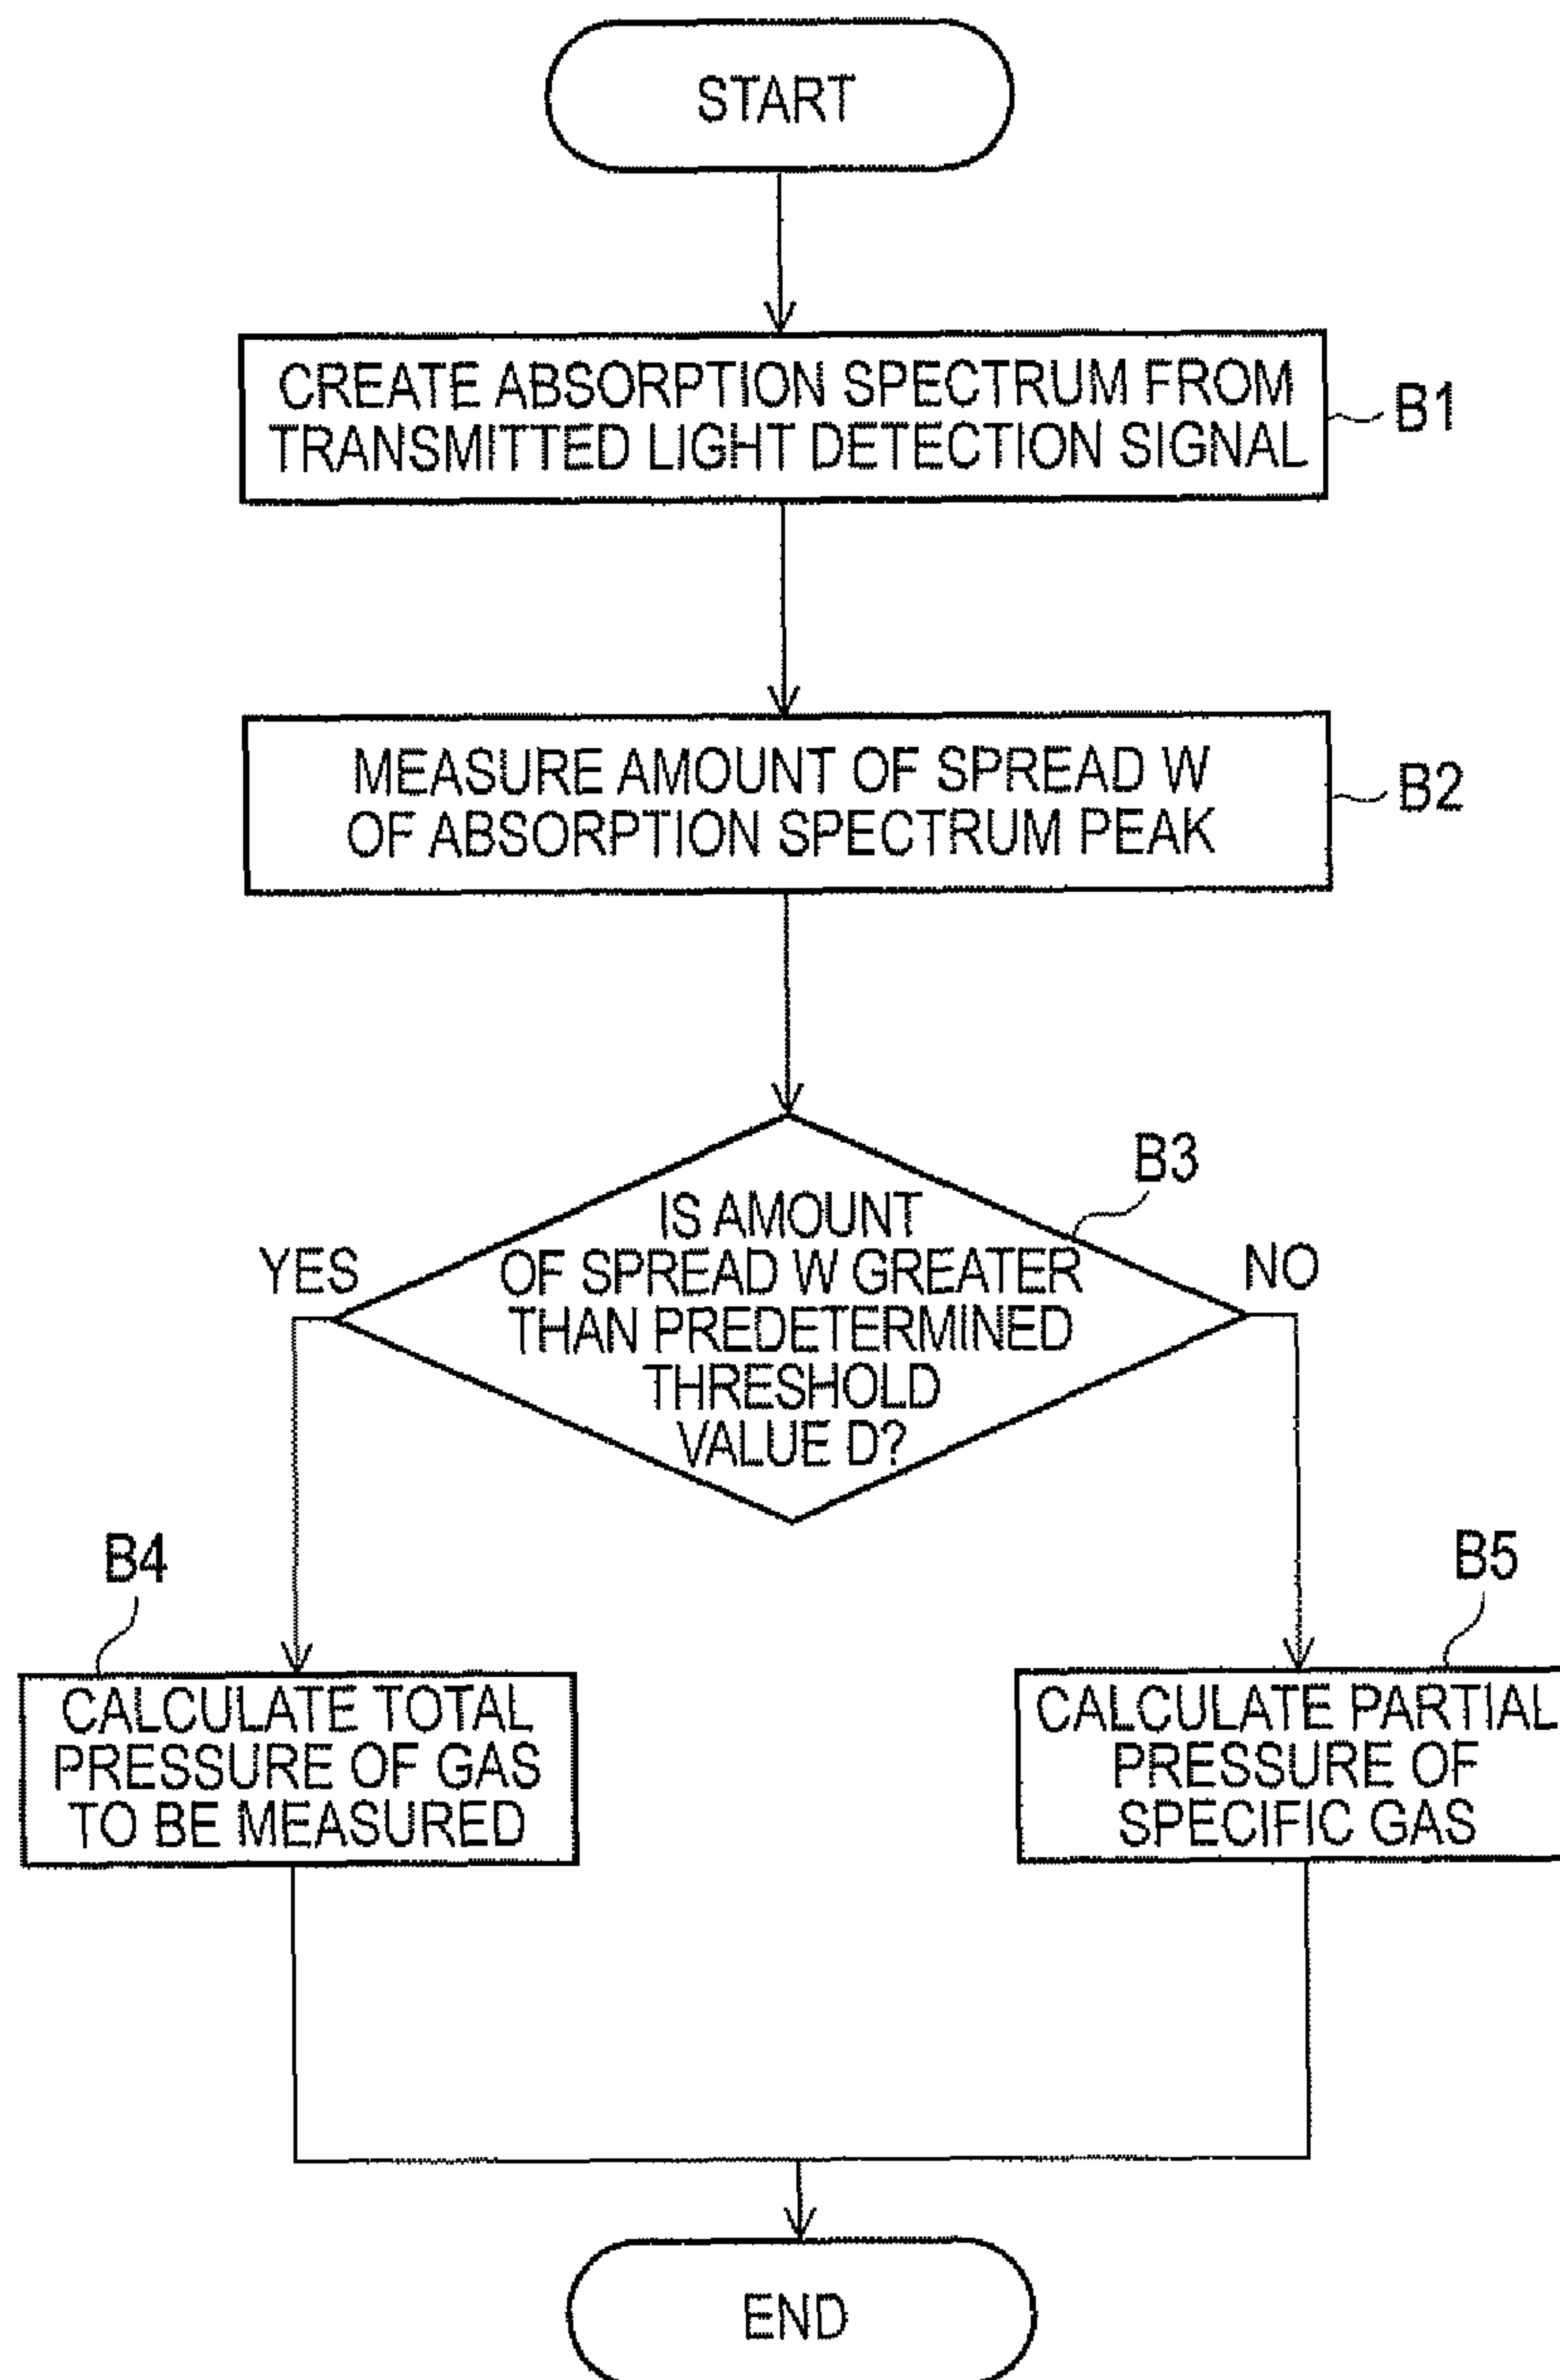 START
CREATE ABSORPTION SPECTRUM FROM
TRANSMITTED LIGHT DETECTION SIGNAL
B1
MEASURE AMOUNT OF SPREAD W
OF ABSORPTION SPECTRUM PEAK
B2
B3
IS AMOUNT
OF SPREAD W GREATER
THAN PREDETERMINED
THRESHOLD
VALUE D?
YES
NO
B4
CALCULATE TOTAL
PRESSURE OF GAS
TO BE MEASURED
B5
CALCULATE PARTIAL
PRESSURE OF
SPECIFIC GAS
END